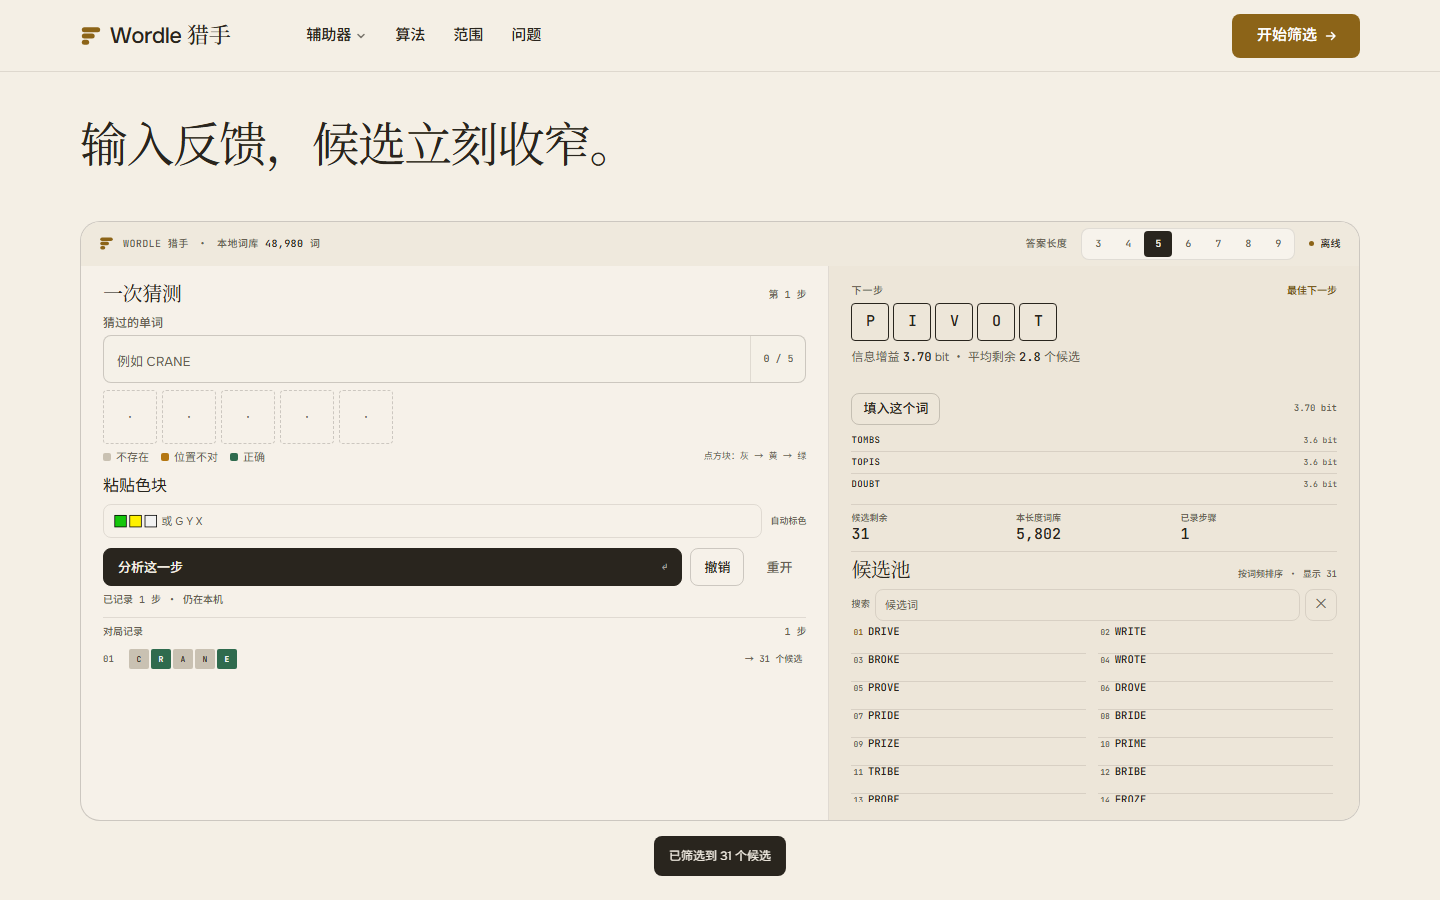 Wordle 猎手
辅助器 算法 范围 问题
开始筛选 →
输入反馈，候选立刻收窄。
WORDLE 猎手 • 本地词库 48,980 词
答案长度 3 4 5 6 7 8 9 • 离线
一次猜测
第 1 步
猜过的单词
例如 CRANE
0 / 5
不存在 位置不对 正确
点方块: 灰 → 黄 → 绿
粘贴色块
或 G Y X
自动标色
分析这一步
撤销
重开
已记录 1 步 • 仍在本机
对局记录
1 步
01 C R A N E → 31 个候选
下一步
最佳下一步
P I V O T
信息增益 3.70 bit • 平均剩余 2.8 个候选
填入这个词
3.70 bit
TOMBS 3.6 bit
TOPIS 3.6 bit
DOUBT 3.6 bit
候选剩余 本长度词库 已录步骤
31 5,802 1
候选池
按词频排序 • 显示 31
搜索 候选词
01 DRIVE 02 WRITE
03 BROKE 04 WROTE
05 PROVE 06 DROVE
07 PRIDE 08 BRIDE
09 PRIZE 10 PRIME
11 TRIBE 12 BRIBE
13 PROBE 14 FROZE
已筛选到 31 个候选